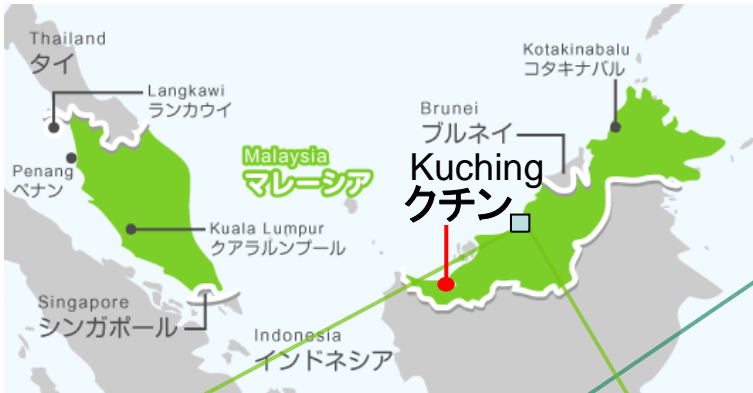 Thailand
タイ
Langkawi
ランカウイ
Penang
ペナン
Malaysia
マレーシア
Kuala Lumpur
クアラルンプール
Singapore
シンガポール
Indonesia
インドネシア
Kotakinabalu
コタキナバル
Brunei
ブルネイ
Kuching
クチン